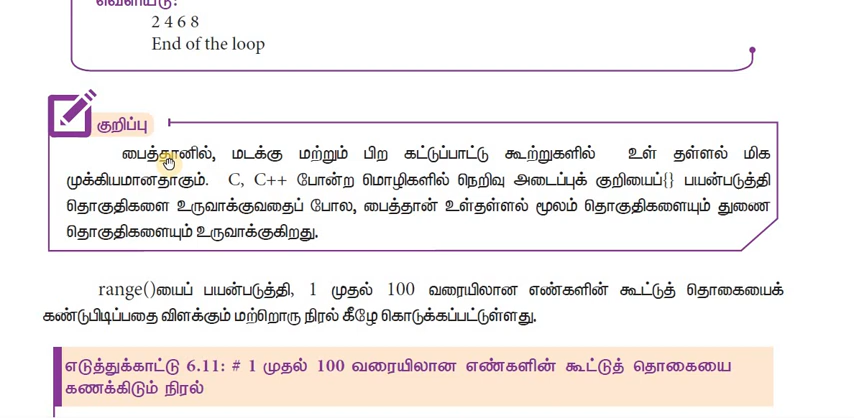 வெளியீடு:
2 4 6 8
End of the loop
குறிப்பு
பைத்தானில், மடக்கு மற்றும் பிற கட்டுப்பாட்டு கூற்றுகளில் உள் தள்ளல் மிக
முக்கியமானதாகும். C, C++ போன்ற மொழிகளில் நெறிவு அடைப்புக் குறியைப்{} பயன்படுத்தி
தொகுதிகளை உருவாக்குவதைப் போல, பைத்தான் உள்தள்ளல் மூலம் தொகுதிகளையும் துணை
தொகுதிகளையும் உருவாக்குகிறது.
range()யைப் பயன்படுத்தி, 1 முதல் 100 வரையிலான எண்களின் கூட்டுத் தொகையைக்
கண்டுபிடிப்பதை விளக்கும் மற்றொரு நிரல் கீழே கொடுக்கப்பட்டுள்ளது.
எடுத்துக்காட்டு 6.11: # 1 முதல் 100 வரையிலான எண்களின் கூட்டுத் தொகையை
கணக்கிடும் நிரல்